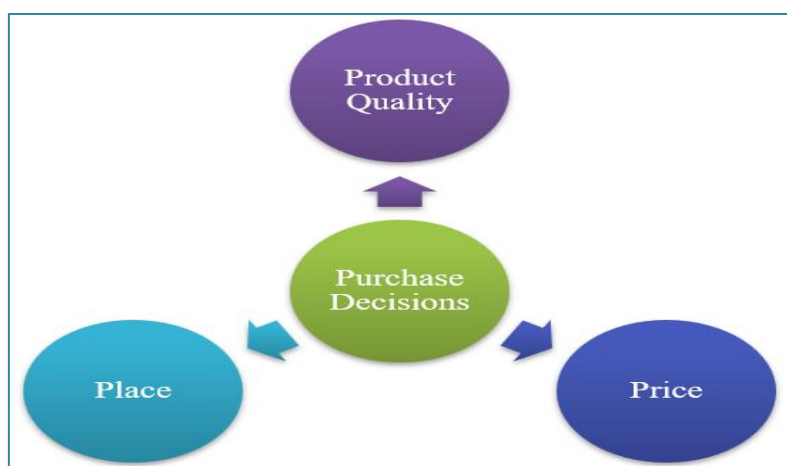 Product
Quality
Purchase
Decisions
Place
Price